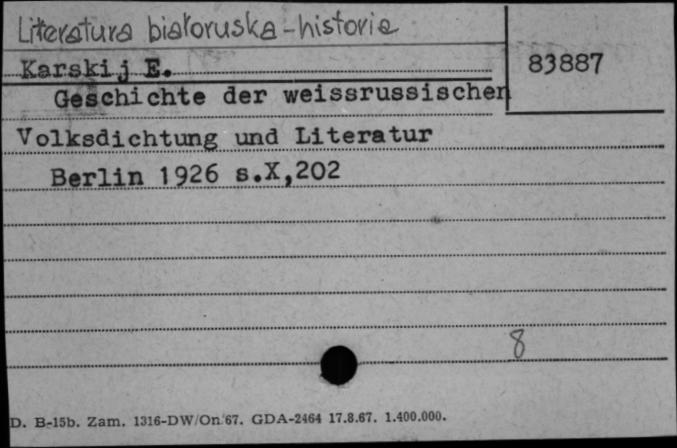 Literatura białoruska - historia
Karskij E.
83887
Geschichte der weissrussischen
Volksdichtung und Literatur
Berlin 1926 s.X,202
8
D. B-15b. Zam. 1316-DW/On/67. GDA-2464 17.8.67. 1.400.000.